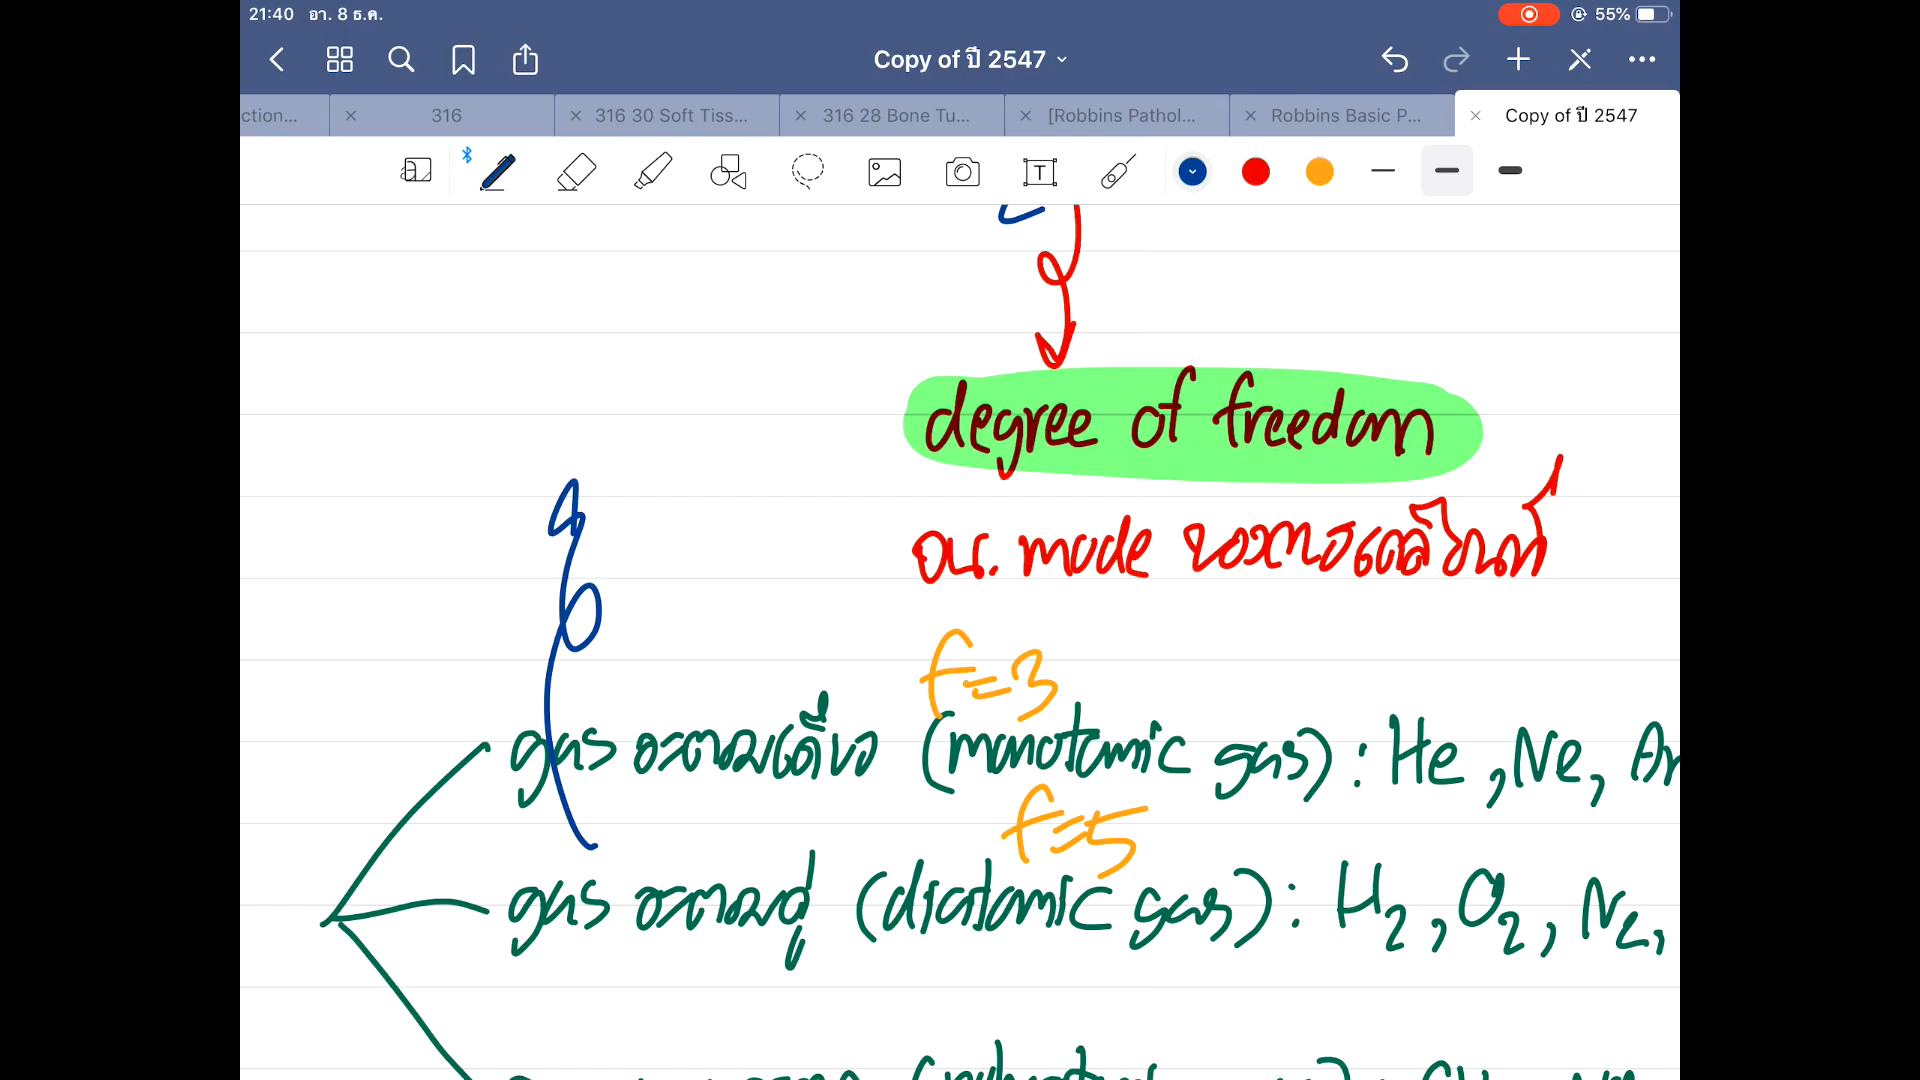 21:40 อา. 8 ธ.ค.
55%
Copy of ปี 2547
ction...
316
316 30 Soft Tiss...
316 28 Bone Tu...
[Robbins Pathol...
Robbins Basic P...
Copy of ปี 2547
degree of freedom
จน. mode ของการเคลื่อนที่
f=3
gas อะตอมเดี่ยว (monotomic gas) : He, Ne, Ar
f=5
gas อะตอมคู่ (diatomic gas) : H2, O2, N2,